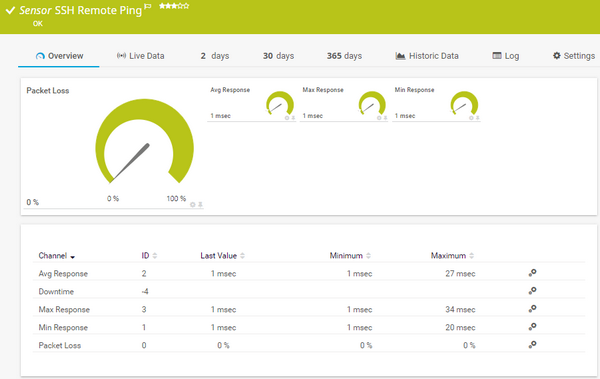 Sensor SSH Remote Ping
OK
Overview Live Data 2 days 30 days 365 days Historic Data Log Settings
Packet Loss
0 %
0 % 100 %
Avg Response
1 msec
Max Response
1 msec
Min Response
1 msec
Channel ID Last Value Minimum Maximum
Avg Response 2 1 msec 1 msec 27 msec
Downtime -4
Max Response 3 1 msec 1 msec 34 msec
Min Response 1 1 msec 1 msec 20 msec
Packet Loss 0 0 % 0 % 0 %